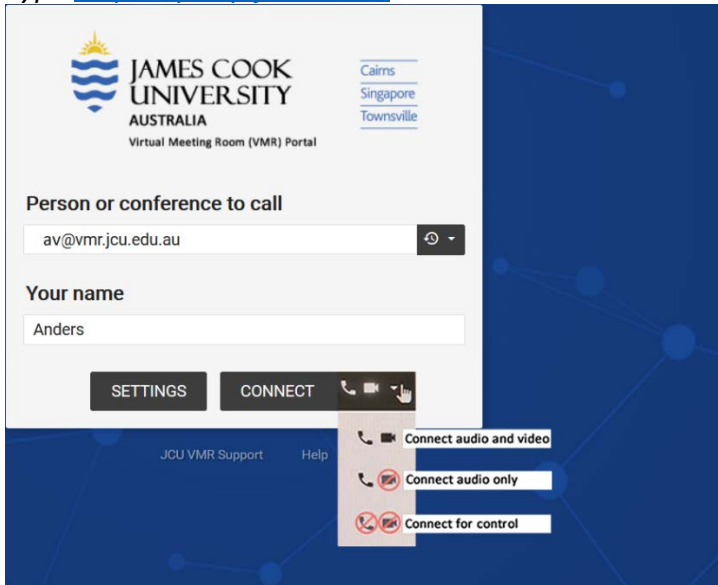 JAMES COOK
UNIVERSITY
AUSTRALIA
Virtual Meeting Room (VMR) Portal
Cairns
Singapore
Townsville
Person or conference to call
av@vmr.jcu.edu.au
Your name
Anders
SETTINGS CONNECT
JCU VMR Support Help
Connect audio and video
Connect audio only
Connect for control